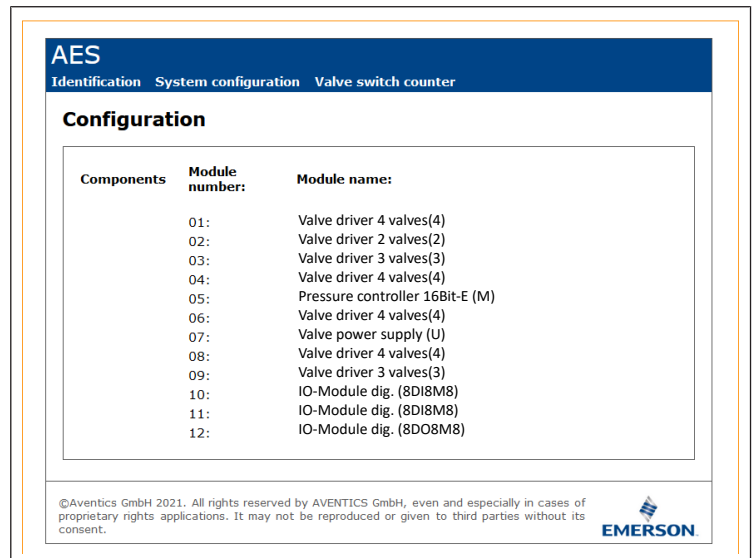 AES
Identification System configuration Valve switch counter
Configuration
Components Module number: Module name:
01: Valve driver 4 valves(4)
02: Valve driver 2 valves(2)
03: Valve driver 3 valves(3)
04: Valve driver 4 valves(4)
05: Pressure controller 16Bit-E (M)
06: Valve driver 4 valves(4)
07: Valve power supply (U)
08: Valve driver 4 valves(4)
09: Valve driver 3 valves(3)
10: IO-Module dig. (8DI8M8)
11: IO-Module dig. (8DI8M8)
12: IO-Module dig. (8DO8M8)
©Aventics GmbH 2021. All rights reserved by AVENTICS GmbH, even and especially in cases of
proprietary rights applications. It may not be reproduced or given to third parties without its
consent.
EMERSON.